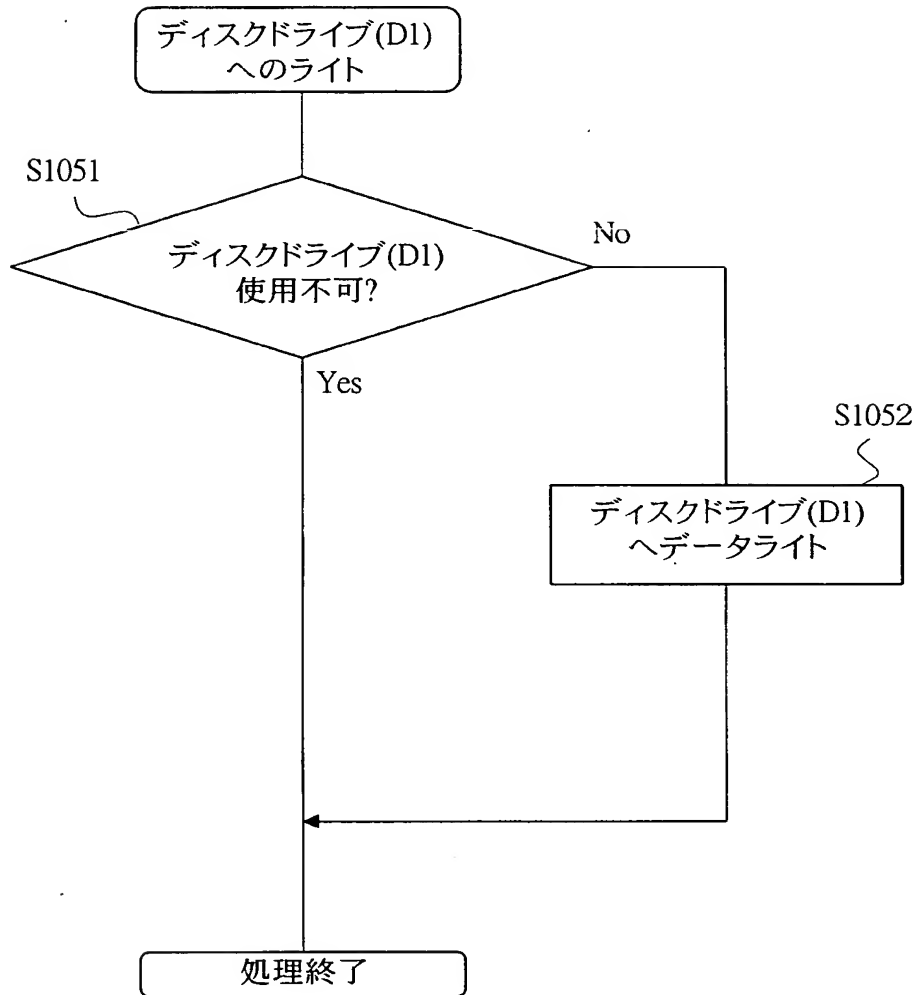 ディスクドライブ(D1)
へのライト
S1051
ディスクドライブ(D1)
使用不可?
No
Yes
S1052
ディスクドライブ(D1)
へデータライト
処理終了